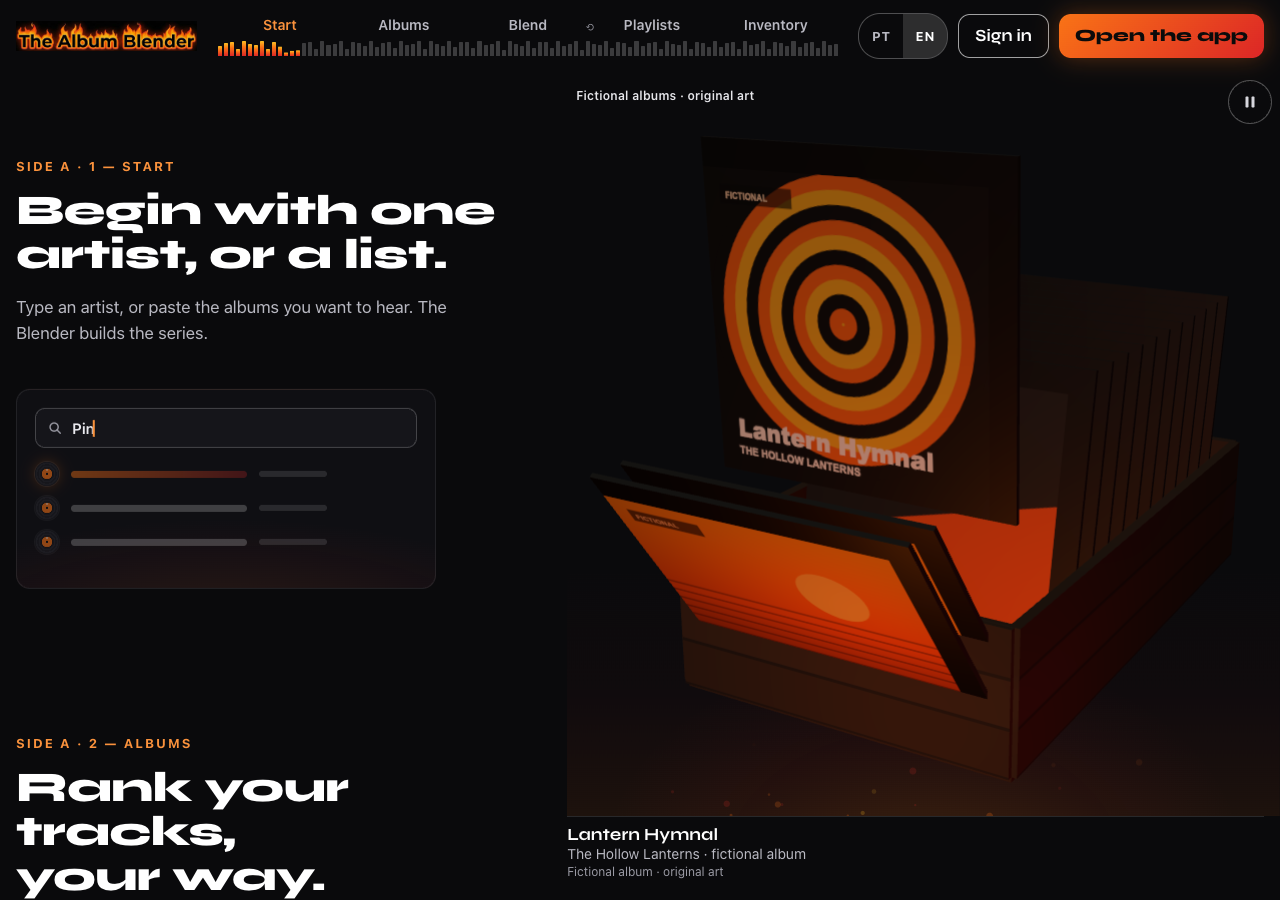 The Album Blender
Start
Albums
Blend
Playlists
Inventory
PT
EN
Sign in
Open the app
Fictional albums · original art
SIDE A · 1 — START
Begin with one
artist, or a list.
Type an artist, or paste the albums you want to hear. The
Blender builds the series.
Pin
FICTIONAL
Lantern Hymnal
THE HOLLOW LANTERNS
FICTIONAL
SIDE A · 2 — ALBUMS
Rank your
tracks,
your way.
Lantern Hymnal
The Hollow Lanterns · fictional album
Fictional album · original art